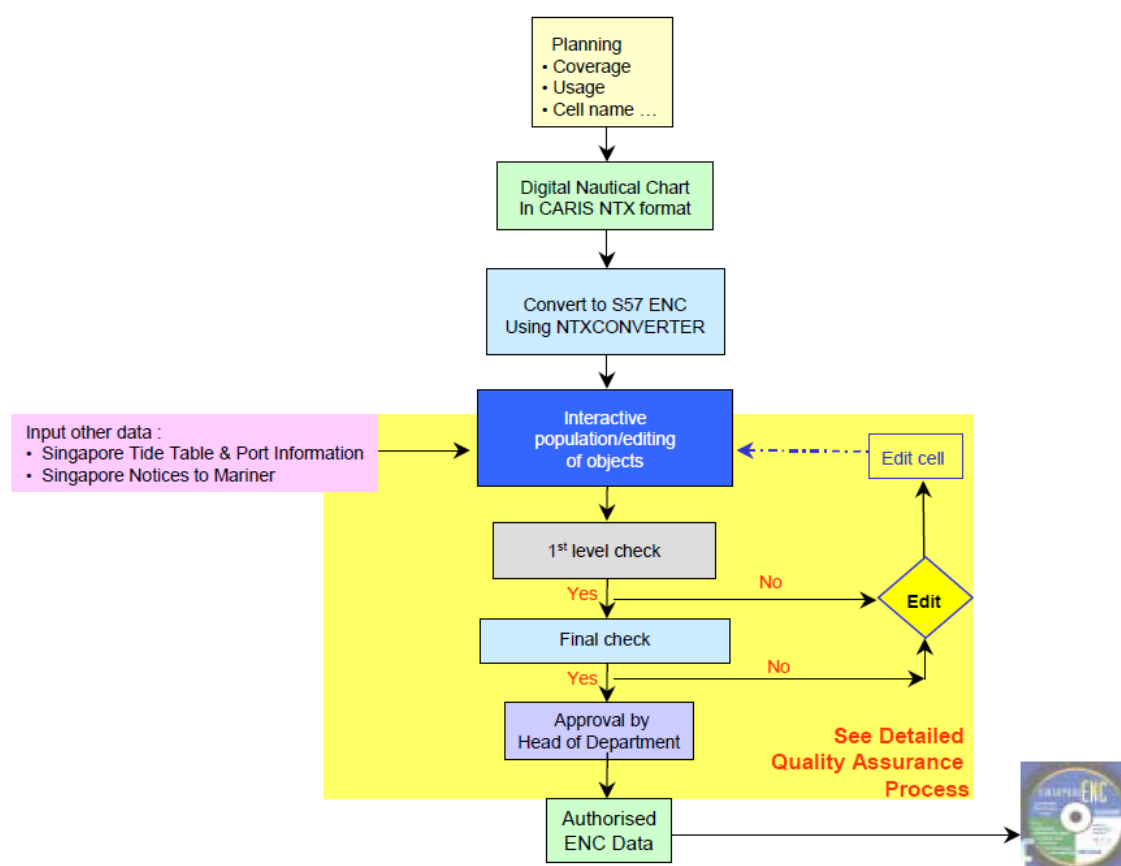 Planning
• Coverage
• Usage
• Cell name ...
Digital Nautical Chart
In CARIS NTX format
Convert to S57 ENC
Using NTXCONVERTER
Input other data :
• Singapore Tide Table & Port Information
• Singapore Notices to Mariner
Interactive
population/editing
of objects
Edit cell
1st level check
Yes
No
Edit
Final check
Yes
No
Approval by
Head of Department
See Detailed
Quality Assurance
Process
Authorised
ENC Data
SINGAPORE ENC